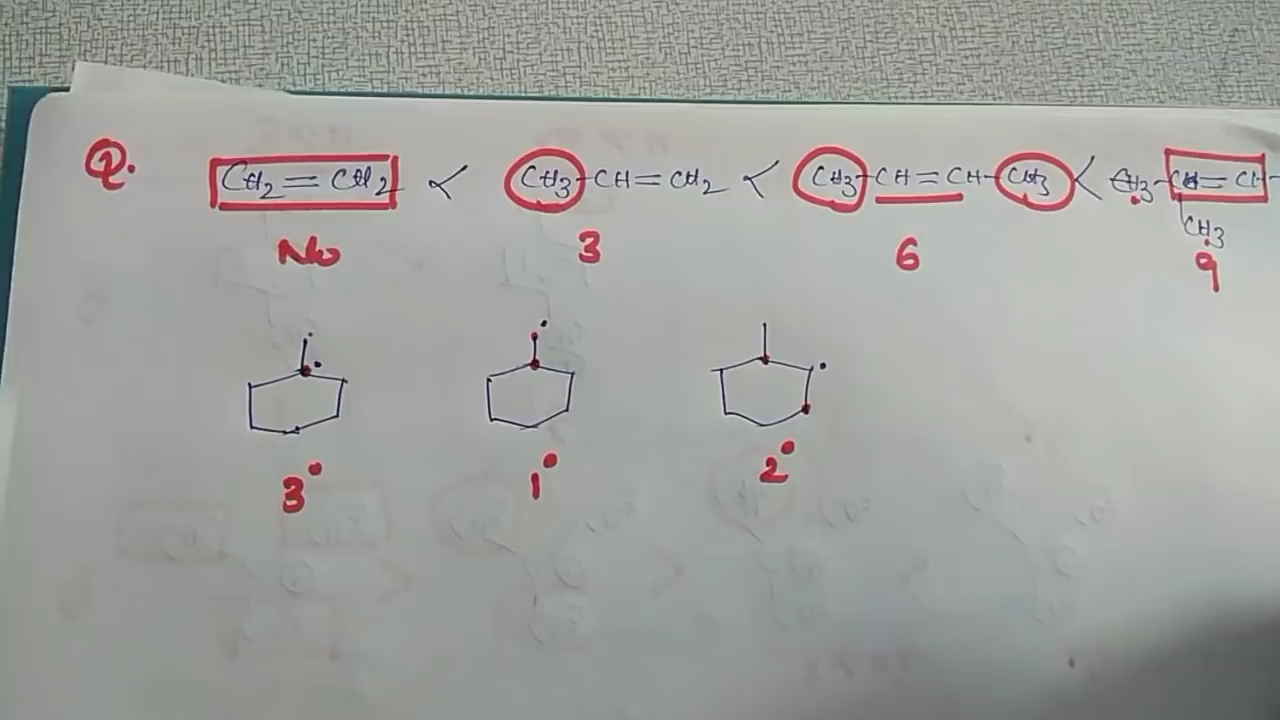 Q. CH2 = CH2 < CH3-CH=CH2 < CH3-CH=CH-CH3 < CH3-CH=CH-
CH3
No 3 6 9
3° 1° 2°